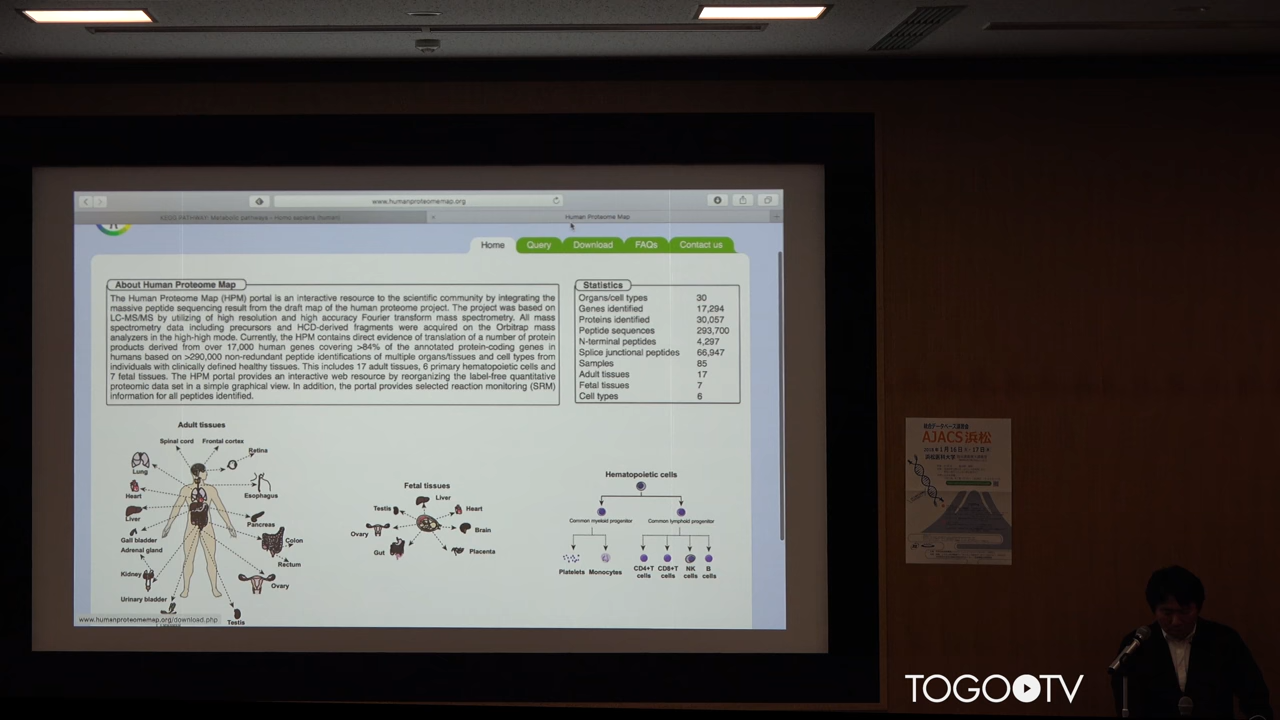 www.humanproteomemap.org
KEGG PATHWAY: Metabolic pathways - Homo sapiens (human)
Human Proteome Map
Home
Query
Download
FAQs
Contact us
About Human Proteome Map
The Human Proteome Map (HPM) portal is an interactive resource to the scientific community by integrating the
massive peptide sequencing result from the draft map of the human proteome project. The project was based on
LC-MS/MS by utilizing of high resolution and high accuracy Fourier transform mass spectrometry. All mass
spectrometry data including precursors and HCD-derived fragments were acquired on the Orbitrap mass
analyzers in the high-high mode. Currently, the HPM contains direct evidence of translation of a number of protein
products derived from over 17,000 human genes covering >84% of the annotated protein-coding genes in
humans based on >290,000 non-redundant peptide identifications of multiple organs/tissues and cell types from
individuals with clinically defined healthy tissues. This includes 17 adult tissues, 6 primary hematopoietic cells and
7 fetal tissues. The HPM portal provides an interactive web resource by reorganizing the label-free quantitative
proteomic data set in a simple graphical view. In addition, the portal provides selected reaction monitoring (SRM)
information for all peptides identified.
Statistics
Organs/cell types 30
Genes identified 17,294
Proteins identified 30,057
Peptide sequences 293,700
N-terminal peptides 4,297
Splice junctional peptides 66,947
Samples 85
Adult tissues 17
Fetal tissues 7
Cell types 6
Adult tissues
Spinal cord
Frontal cortex
Retina
Lung
Heart
Esophagus
Liver
Pancreas
Gall bladder
Colon
Adrenal gland
Rectum
Kidney
Ovary
Urinary bladder
Testis
Fetal tissues
Liver
Testis
Heart
Ovary
Brain
Gut
Placenta
Hematopoietic cells
Common myeloid progenitor
Common lymphoid progenitor
Platelets
Monocytes
CD4+T cells
CD8+T cells
NK cells
B cells
www.humanproteomemap.org/download.php
AJACS浜松
TOGO TV